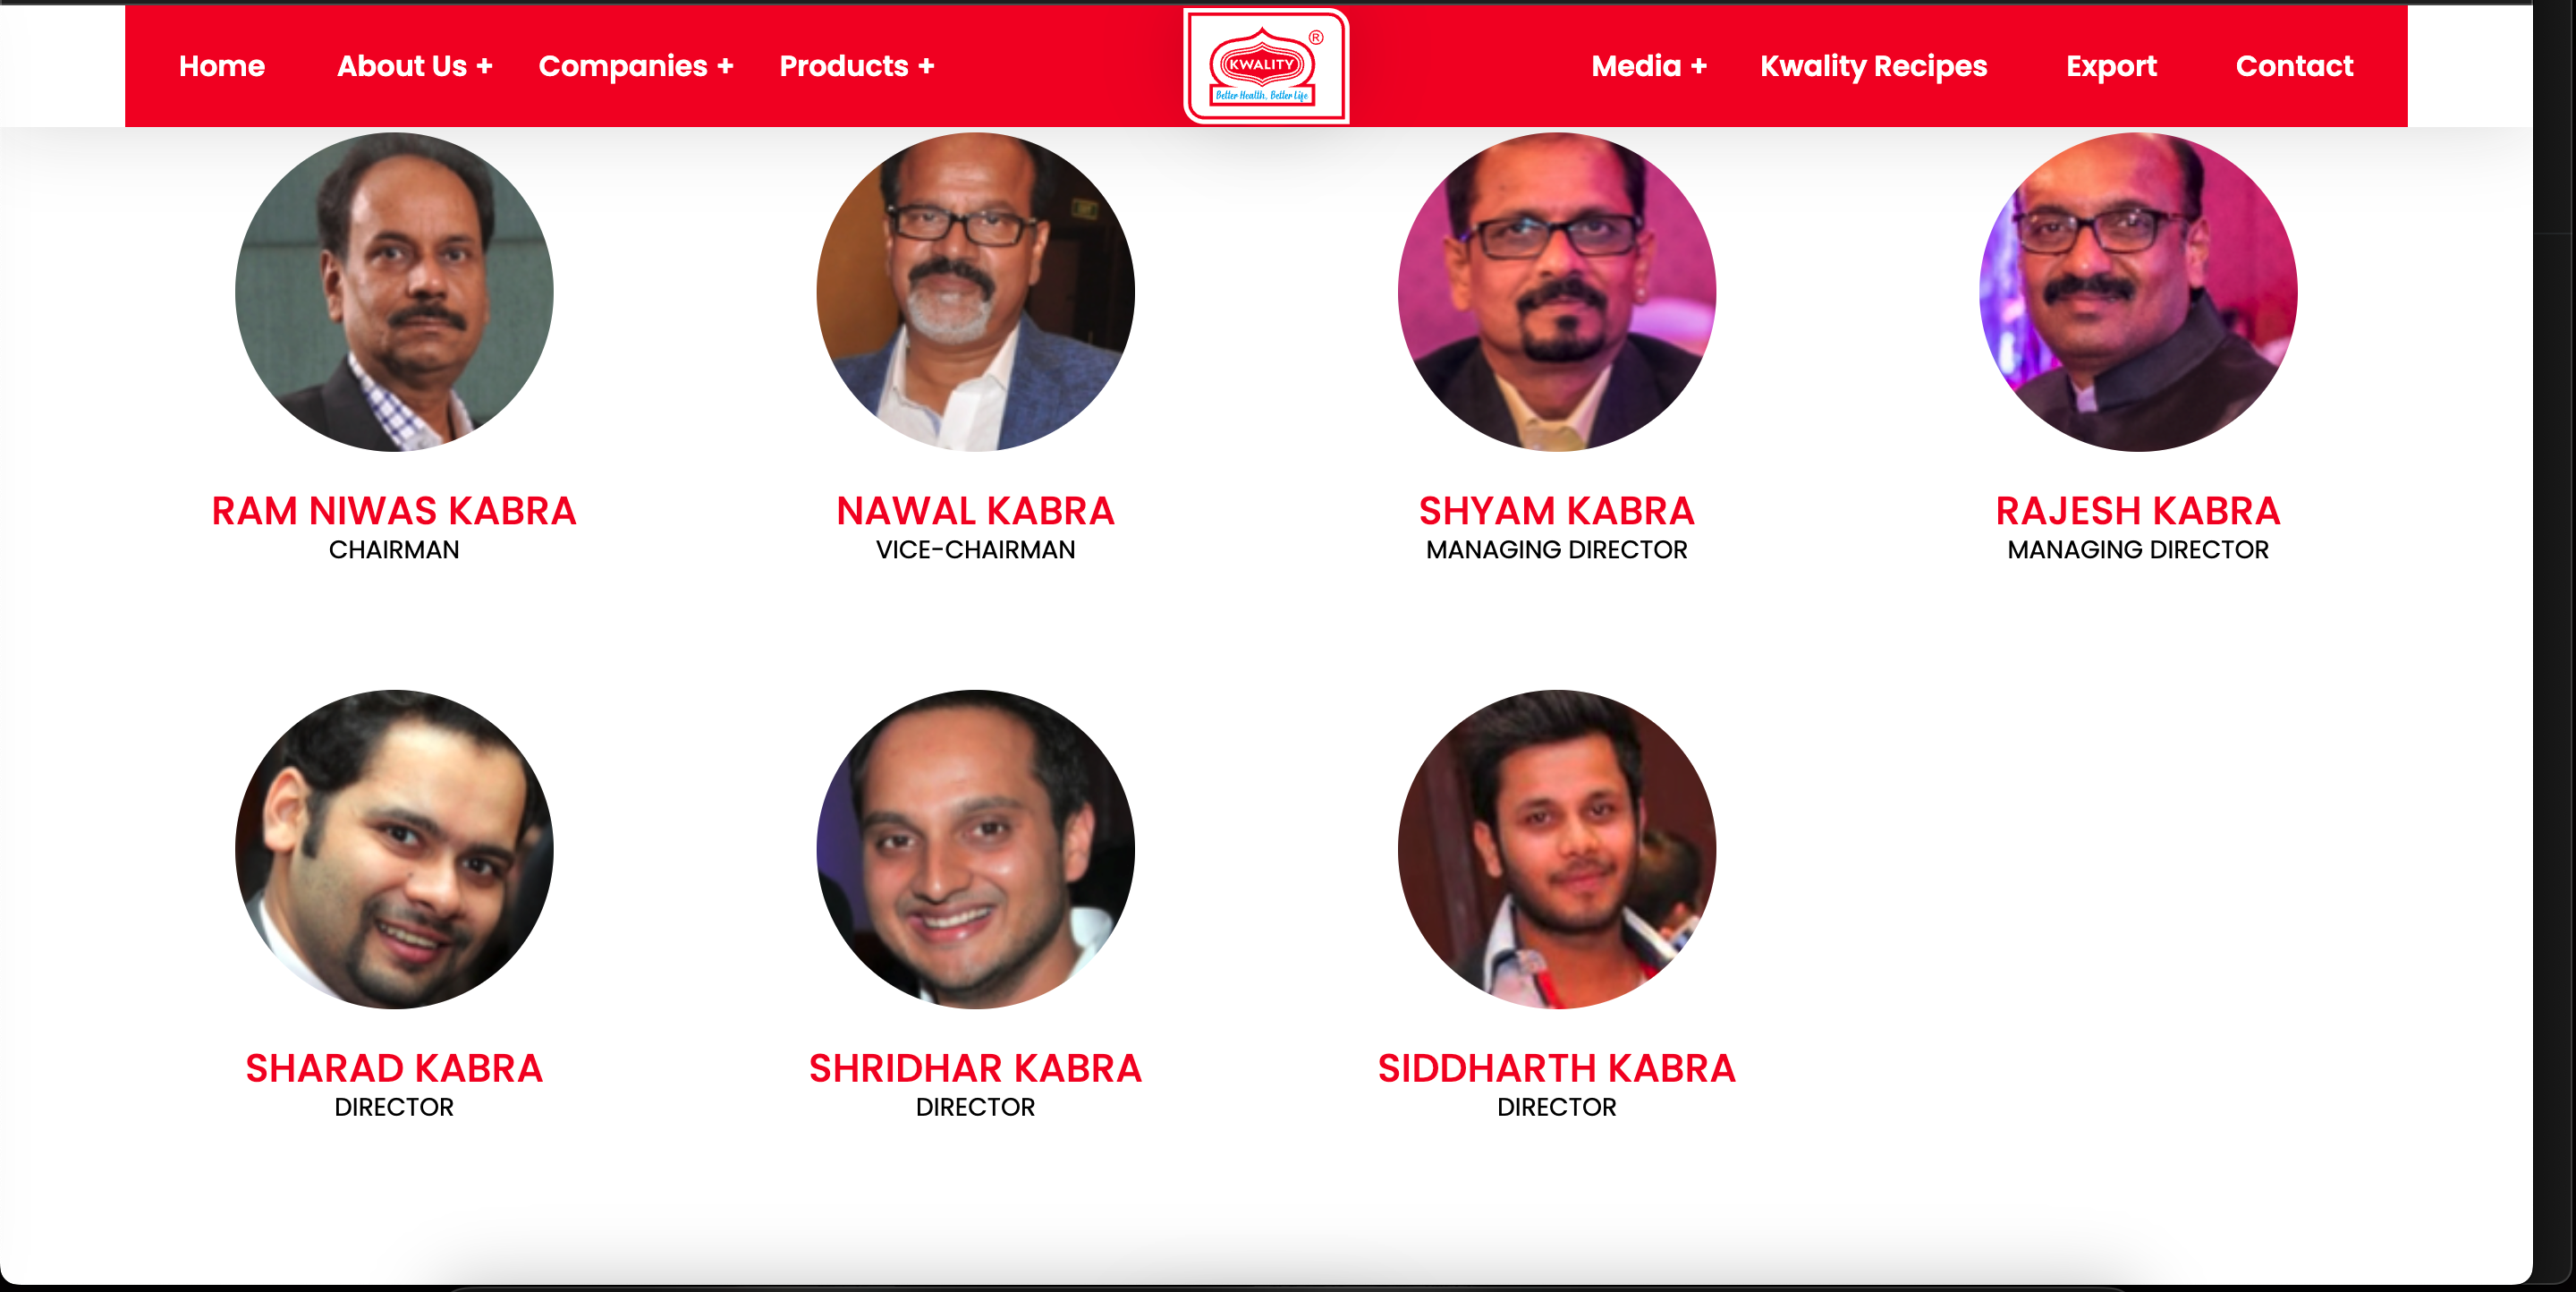 Home
About Us +
Companies +
Products +
KWALITY
®
Better Health. Better Life
Media +
Kwality Recipes
Export
Contact
RAM NIWAS KABRA
CHAIRMAN
NAWAL KABRA
VICE-CHAIRMAN
SHYAM KABRA
MANAGING DIRECTOR
RAJESH KABRA
MANAGING DIRECTOR
SHARAD KABRA
DIRECTOR
SHRIDHAR KABRA
DIRECTOR
SIDDHARTH KABRA
DIRECTOR